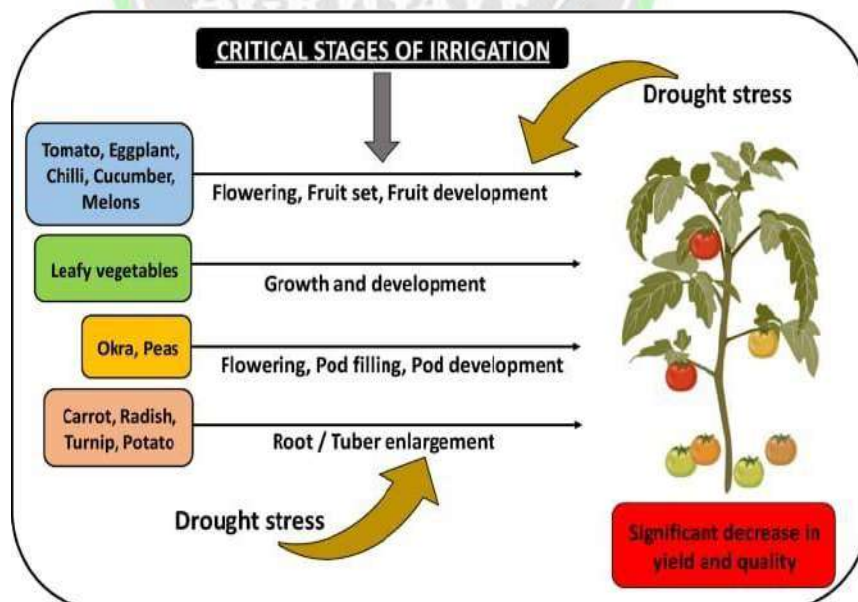 CRITICAL STAGES OF IRRIGATION
Drought stress
Tomato, Eggplant,
Chilli, Cucumber,
Melons
Flowering, Fruit set, Fruit development
Leafy vegetables
Growth and development
Okra, Peas
Flowering, Pod filling, Pod development
Carrot, Radish,
Turnip, Potato
Root / Tuber enlargement
Drought stress
Significant decrease in
yield and quality